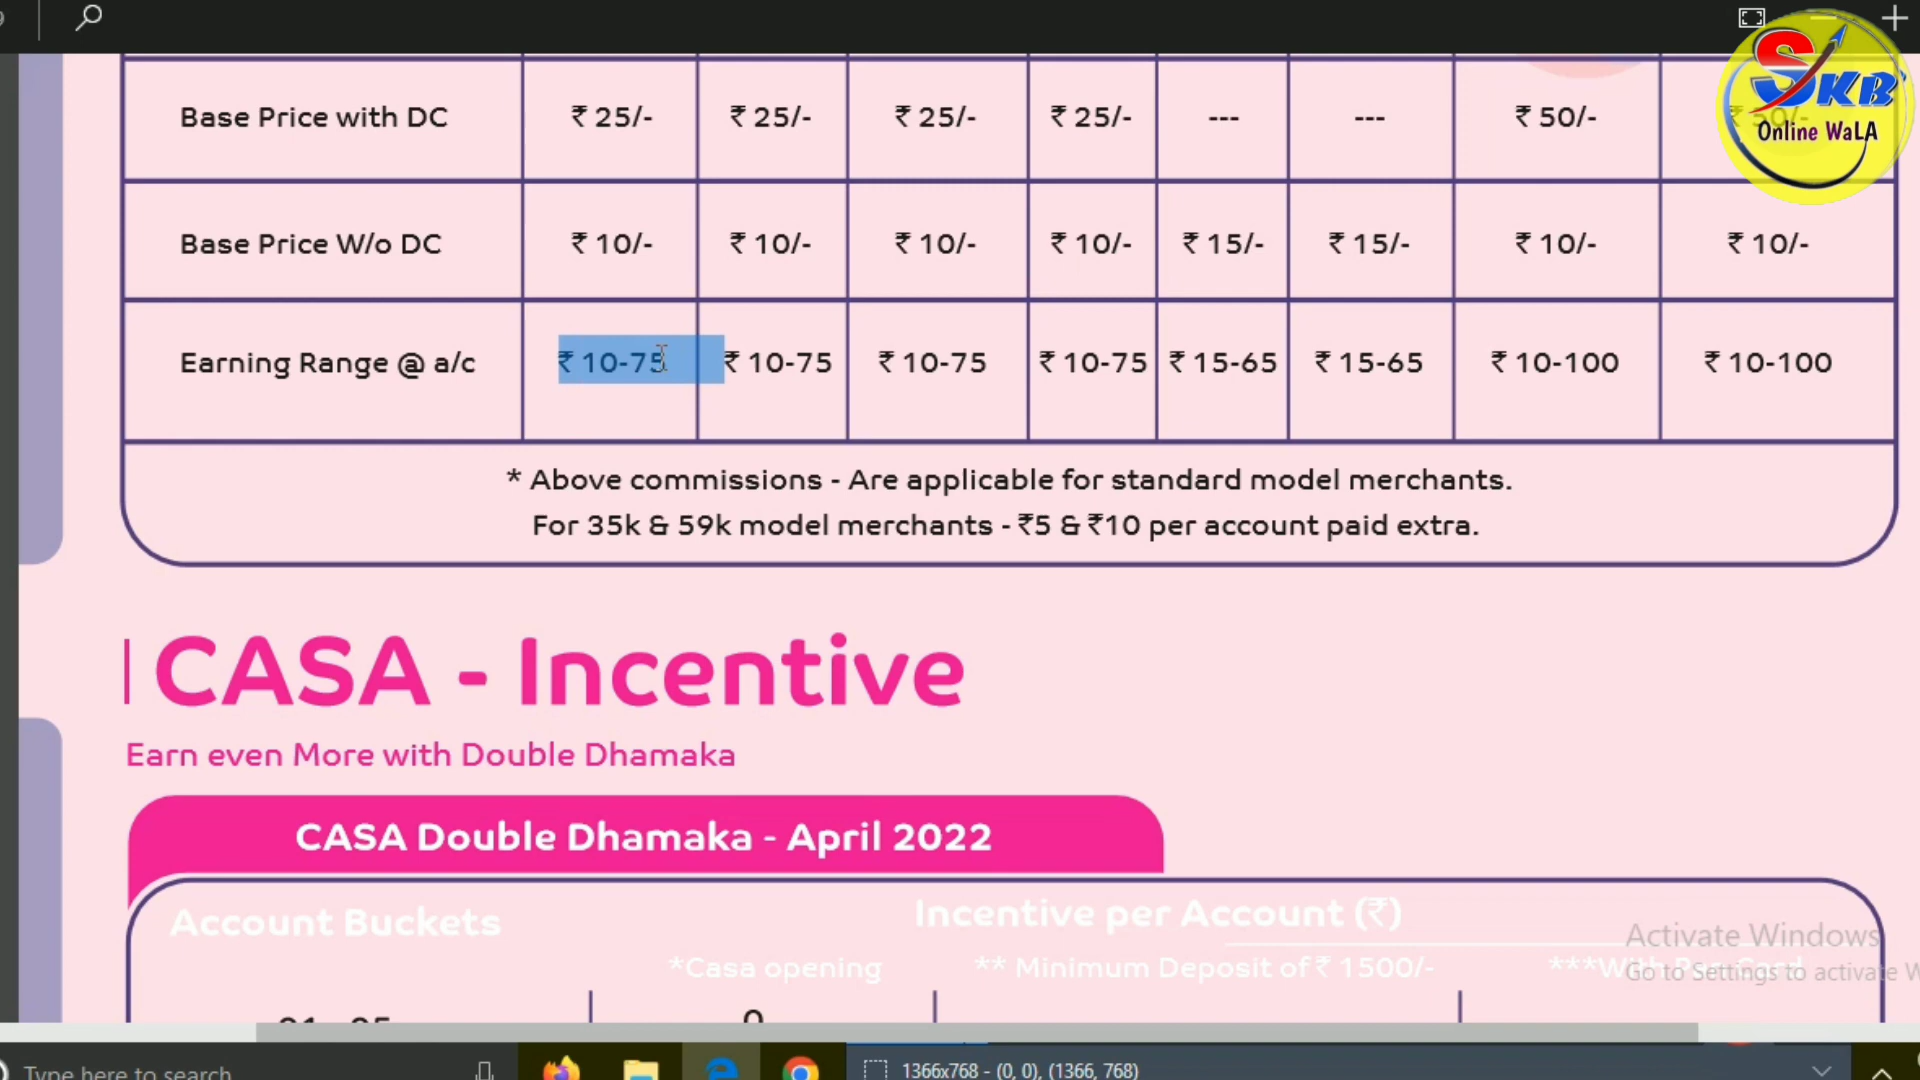 SKB
Online WaLA
Base Price with DC ₹ 25/- ₹ 25/- ₹ 25/- ₹ 25/- --- --- ₹ 50/- ₹ 50/-
Base Price W/o DC ₹ 10/- ₹ 10/- ₹ 10/- ₹ 10/- ₹ 15/- ₹ 15/- ₹ 10/- ₹ 10/-
Earning Range @ a/c ₹ 10-75 ₹ 10-75 ₹ 10-75 ₹ 10-75 ₹ 15-65 ₹ 15-65 ₹ 10-100 ₹ 10-100
* Above commissions - Are applicable for standard model merchants.
For 35k & 59k model merchants - ₹5 & ₹10 per account paid extra.
CASA - Incentive
Earn even More with Double Dhamaka
CASA Double Dhamaka - April 2022
Account Buckets Incentive per Account (₹)
*Casa opening ** Minimum Deposit of ₹ 1500/-
Activate Windows
Go to Settings to activate W
Type here to search
1366x768 - (0, 0), (1366, 768)